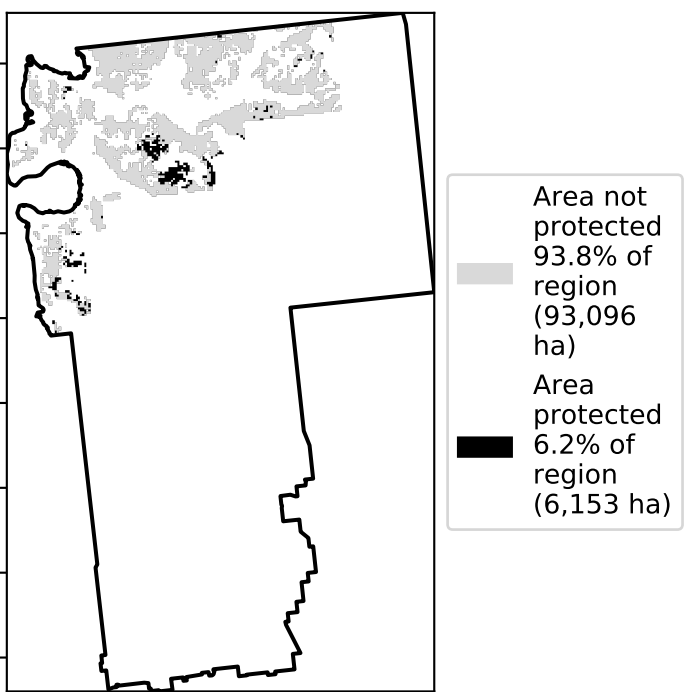 Area not
protected
93.8% of
region
(93,096
ha)
Area
protected
6.2% of
region
(6,153 ha)